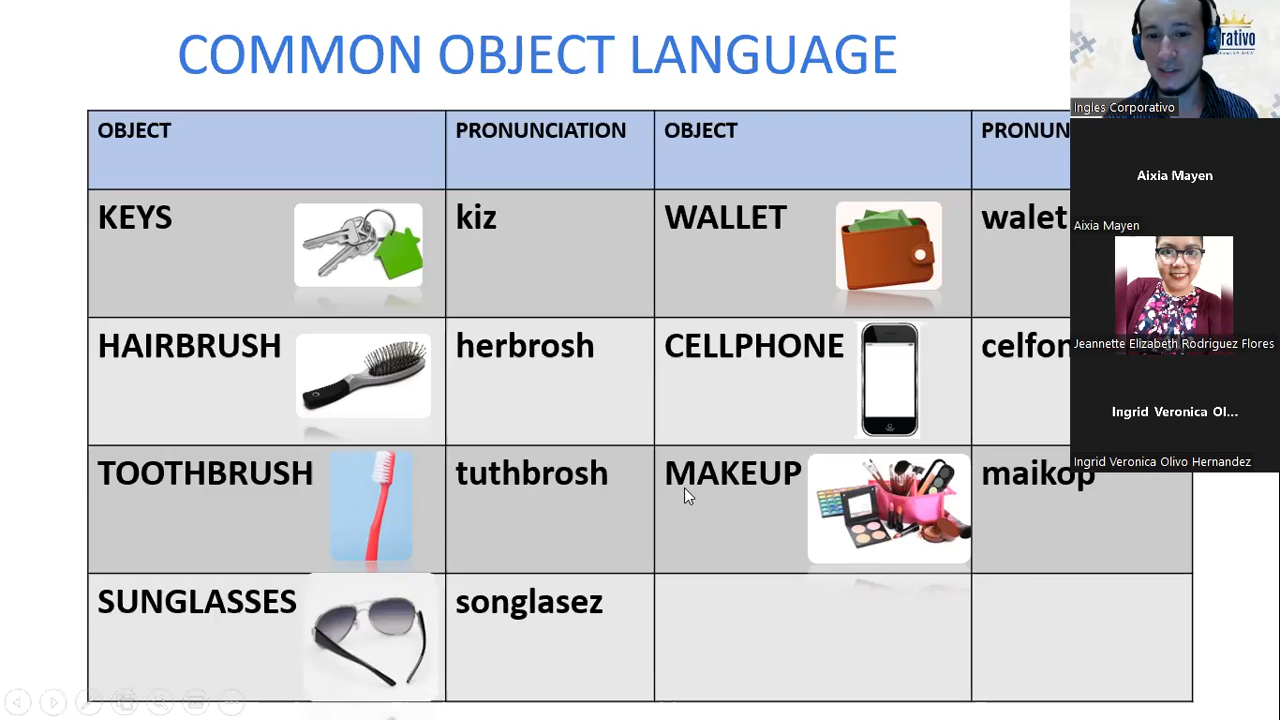 COMMON OBJECT LANGUAGE
rativo
Ingles Corporativo
OBJECT PRONUNCIATION OBJECT PRONUN
Aixia Mayen
KEYS kiz WALLET walet
Aixia Mayen
HAIRBRUSH herbrosh CELLPHONE celfon
Jeannette Elizabeth Rodriguez Flores
Ingrid Veronica Ol...
Ingrid Veronica Olivo Hernandez
TOOTHBRUSH tuthbrosh MAKEUP maikop
SUNGLASSES songlasez